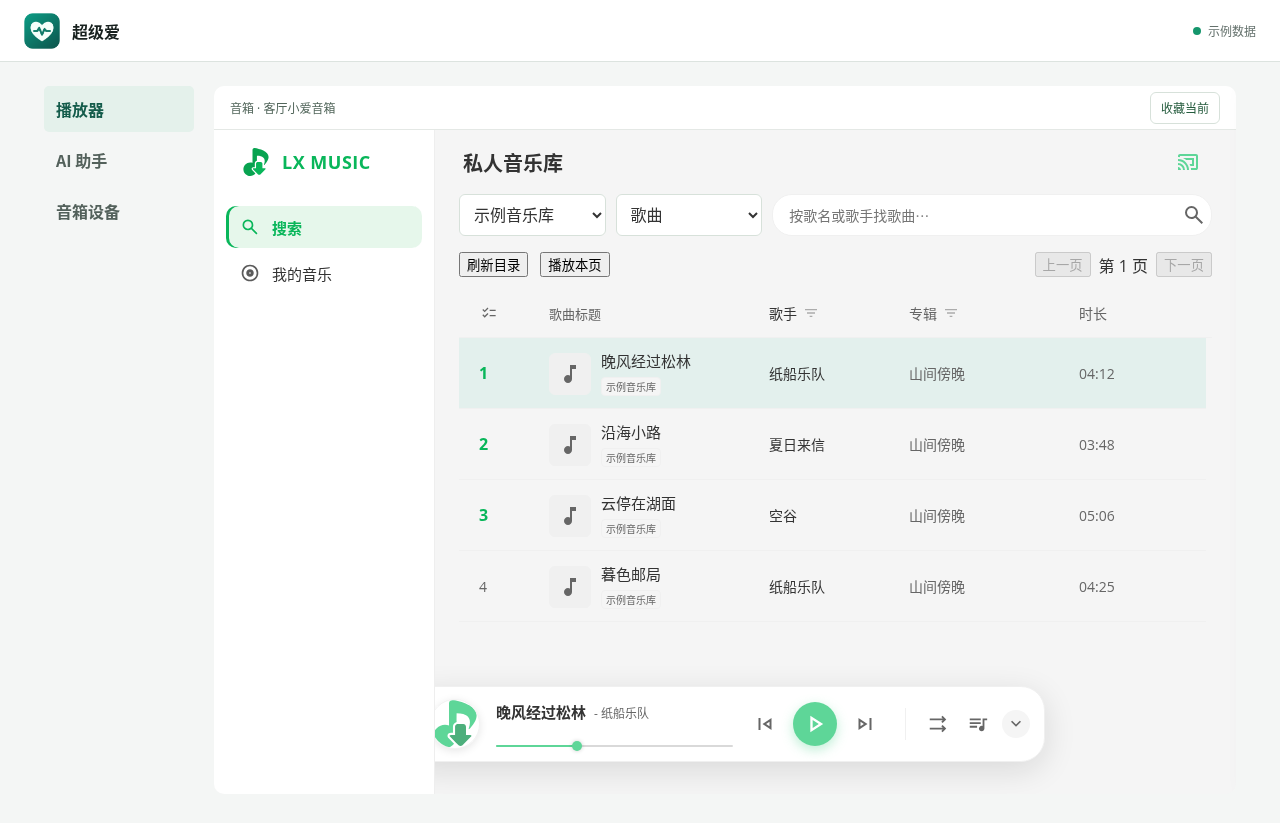 超级爱
示例数据
播放器
AI 助手
音箱设备
音箱 · 客厅小爱音箱
收藏当前
LX MUSIC
搜索
我的音乐
私人音乐库
示例音乐库
歌曲
按歌名或歌手找歌曲…
刷新目录
播放本页
上一页
第 1 页
下一页
歌曲标题
歌手
专辑
时长
1
晚风经过松林
示例音乐库
纸船乐队
山间傍晚
04:12
2
沿海小路
示例音乐库
夏日来信
山间傍晚
03:48
3
云停在湖面
示例音乐库
空谷
山间傍晚
05:06
4
暮色邮局
示例音乐库
纸船乐队
山间傍晚
04:25
晚风经过松林 - 纸船乐队